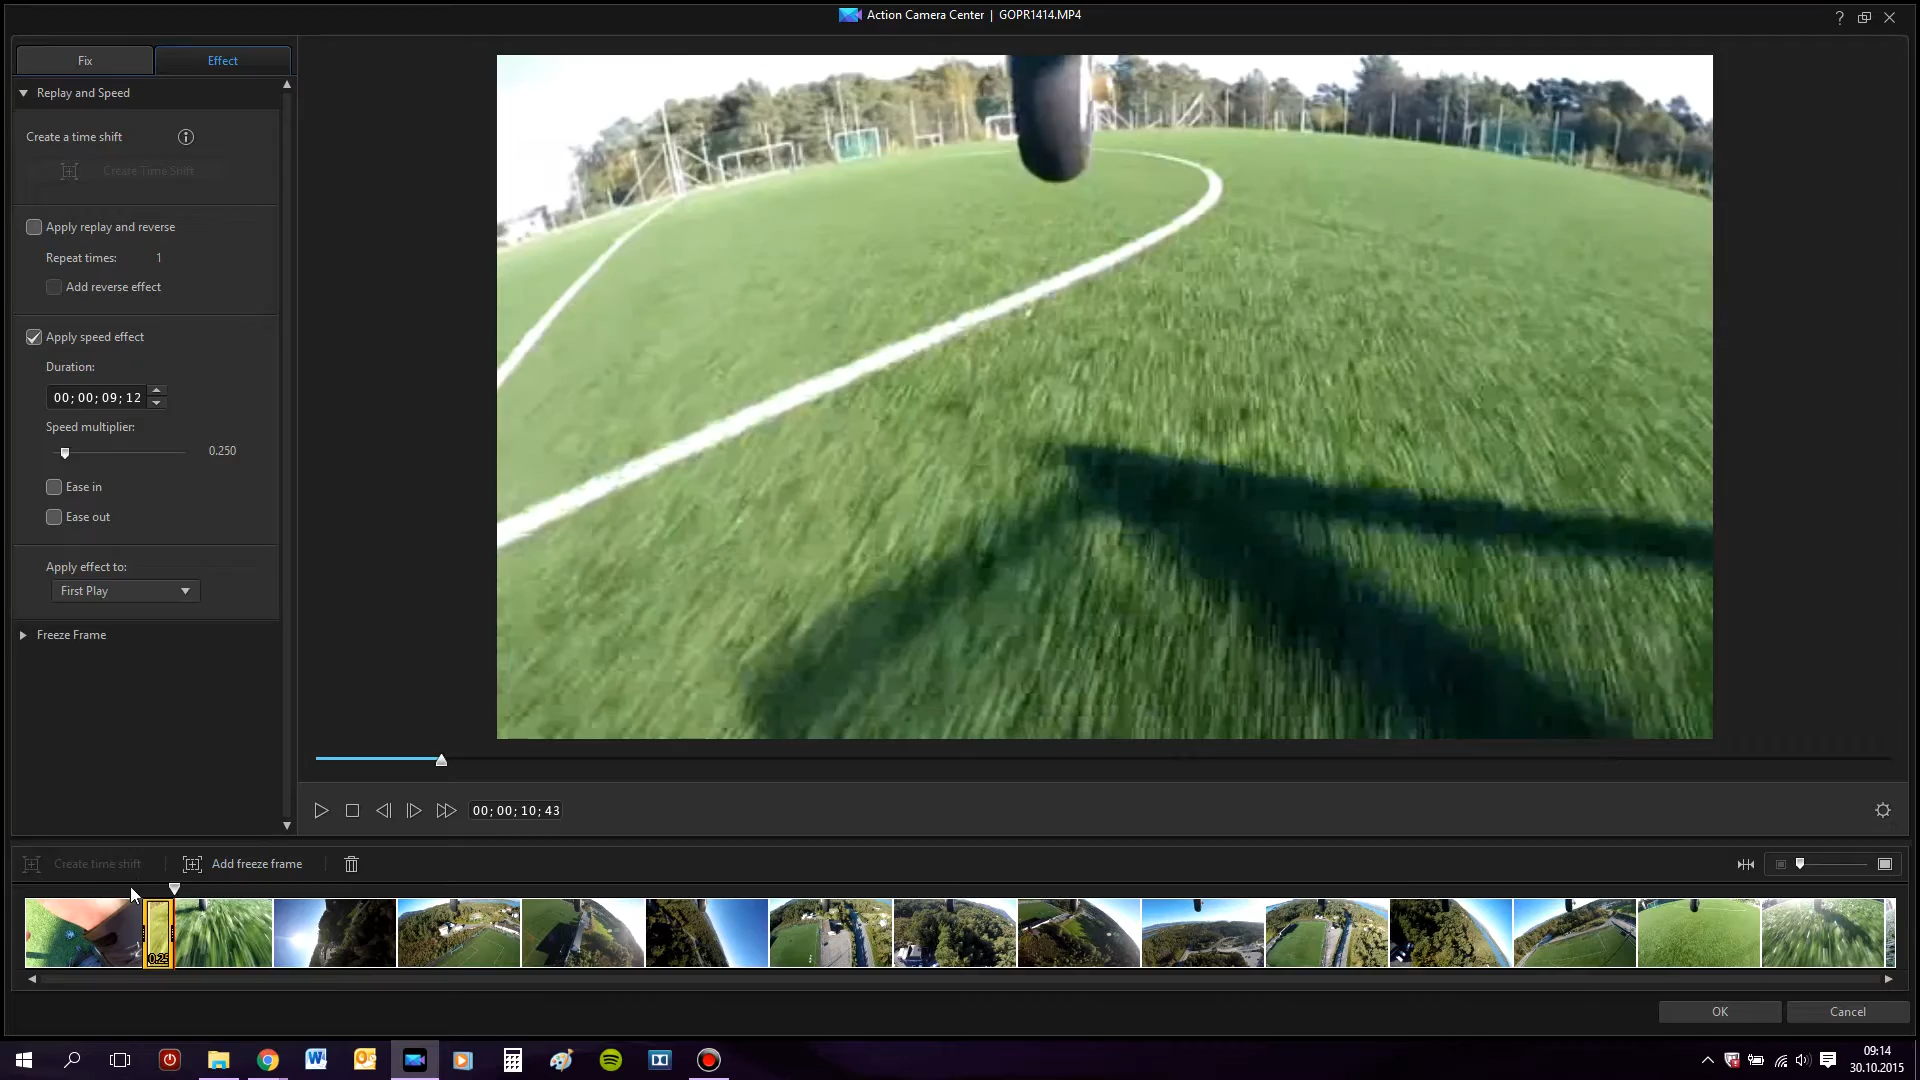 Action Camera Center | GOPR1414.MP4
?
Fix
Effect
Replay and Speed
Create a time shift
Create Time Shift
Apply replay and reverse
Repeat times: 1
Add reverse effect
Apply speed effect
Duration:
00;00;09;12
Speed multiplier:
0.250
Ease in
Ease out
Apply effect to:
First Play
Freeze Frame
00;00;10;43
Create time shift
Add freeze frame
0.25
OK
Cancel
09:14
30.10.2015